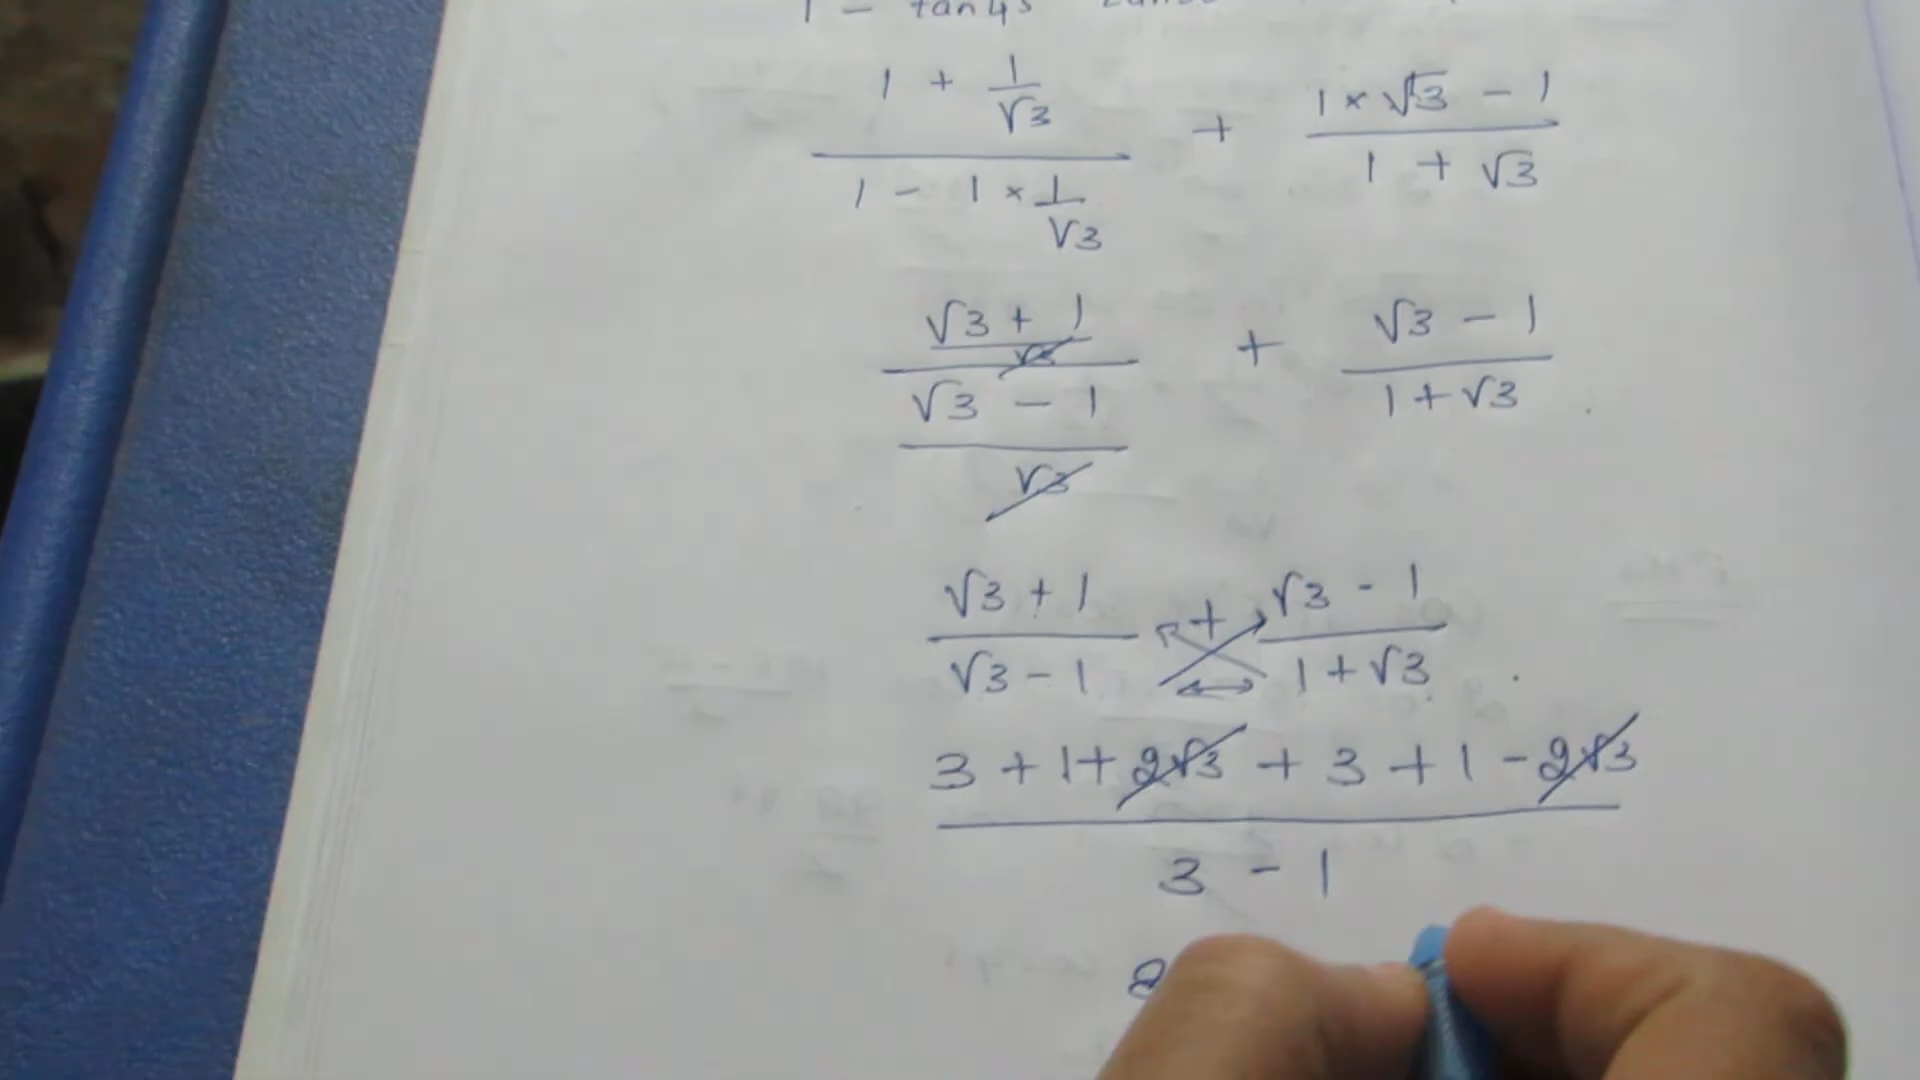 1 - tan45
1 + 1/√3 + 1×√3 - 1
1 - 1×1/√3 1 + √3
√3 + 1/√3 + √3 - 1
√3 - 1/√3 1+√3
√3 + 1 + √3 - 1
√3 - 1 1+√3
3 + 1 + 2√3 + 3 + 1 - 2√3
3 - 1